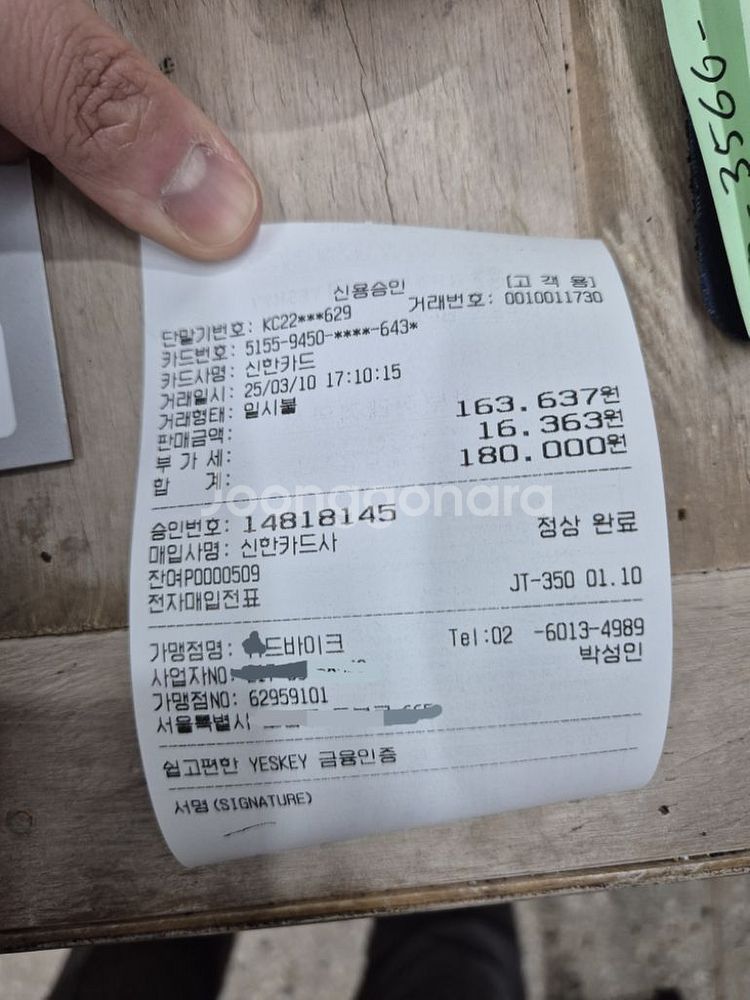 3566-
신용승인 [고 객 용]
단말기번호: KC22***629 거래번호: 0010011730
카드번호: 5155-9450-****-643*
카드사명: 신한카드
거래일시: 25/03/10 17:10:15
거래형태: 일시불
판매금액: 163.637원
부 가 세: 16.363원
합 계: 180.000원
joonggonara
승인번호: 14818145 정상 완료
매입사명: 신한카드사
잔여P0000509
전자매입전표 JT-350 01.10
가맹점명: 드바이크 Tel:02 -6013-4989
사업자NO 박성인
가맹점NO: 62959101
서울특별시
쉽고편한 YESKEY 금융인증
서명(SIGNATURE)